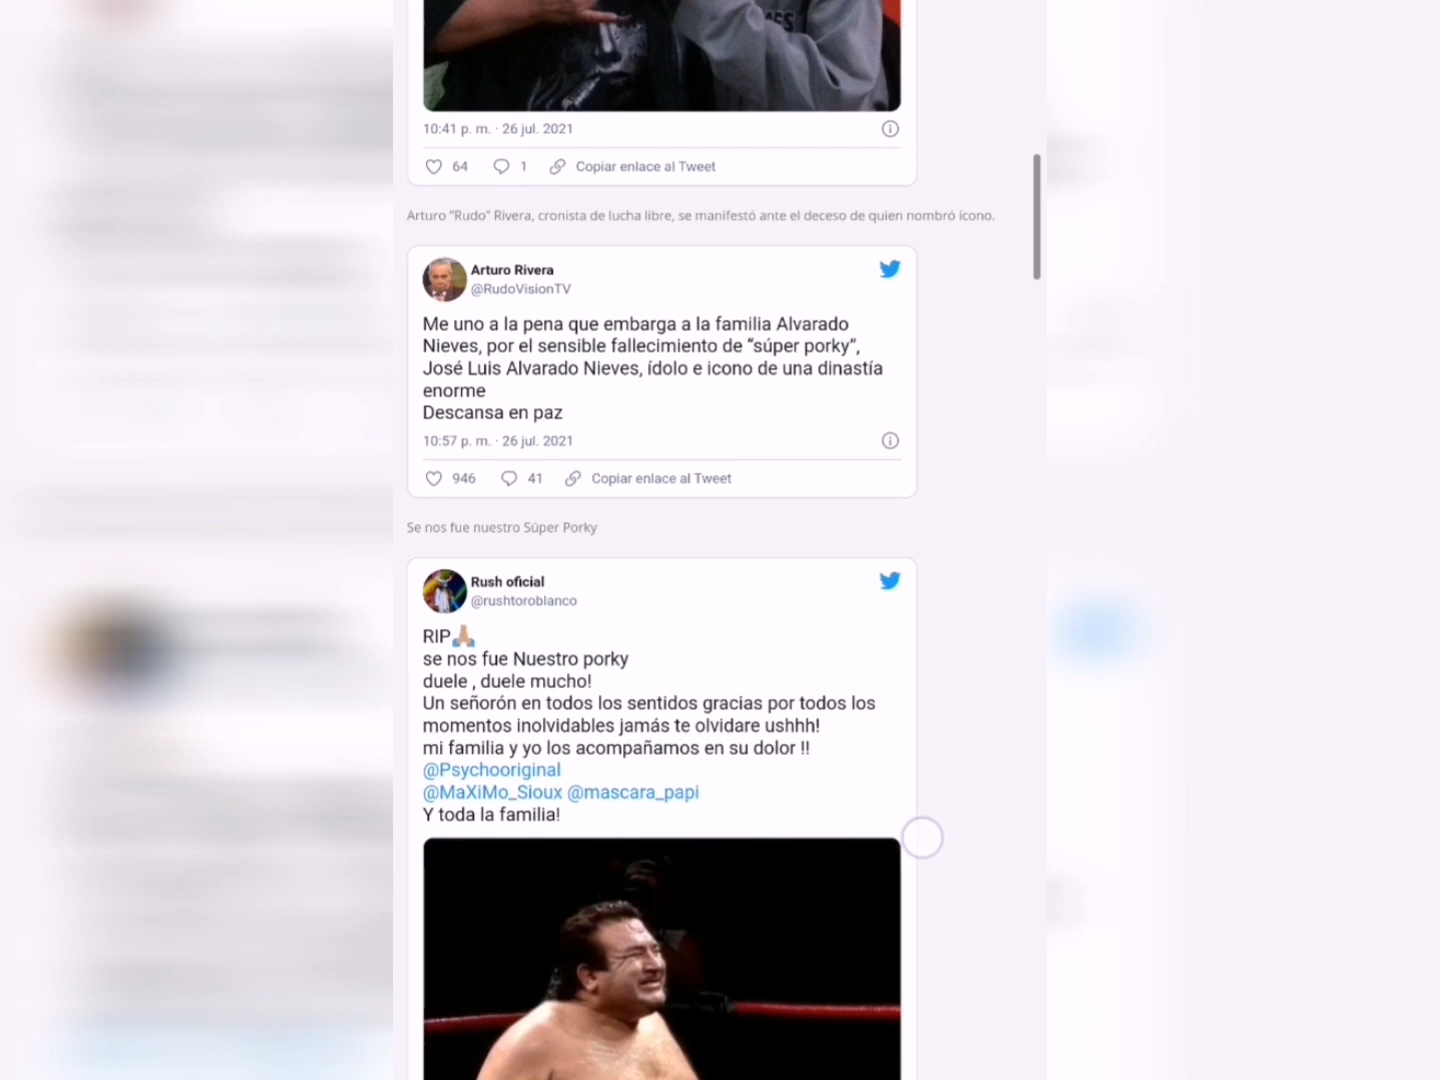 10:41 p. m. · 26 jul. 2021
64 1 Copiar enlace al Tweet
Arturo "Rudo" Rivera, cronista de lucha libre, se manifestó ante el deceso de quien nombró ícono.
Arturo Rivera
@RudoVisionTV
Me uno a la pena que embarga a la familia Alvarado
Nieves, por el sensible fallecimiento de “súper porky”,
José Luis Alvarado Nieves, ídolo e icono de una dinastía
enorme
Descansa en paz
10:57 p. m. · 26 jul. 2021
946 41 Copiar enlace al Tweet
Se nos fue nuestro Súper Porky
Rush oficial
@rushtoroblanco
RIP🙏🏽
se nos fue Nuestro porky
duele , duele mucho!
Un señorón en todos los sentidos gracias por todos los
momentos inolvidables jamás te olvidare ushhh!
mi familia y yo los acompañamos en su dolor !!
@Psychooriginal
@MaXiMo_Sioux @mascara_papi
Y toda la familia!